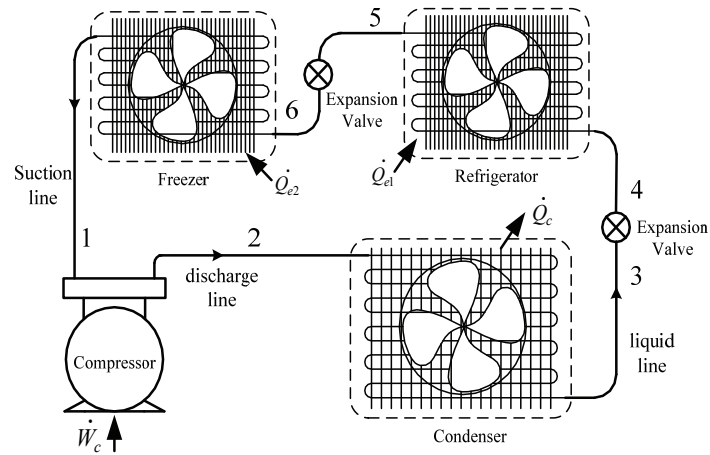 5
6
Expansion
Valve
Freezer
Q̇e2
Q̇e1
Refrigerator
Suction
line
4
Expansion
Valve
1
2
Q̇c
discharge
line
3
liquid
line
Compressor
Ẇc
Condenser